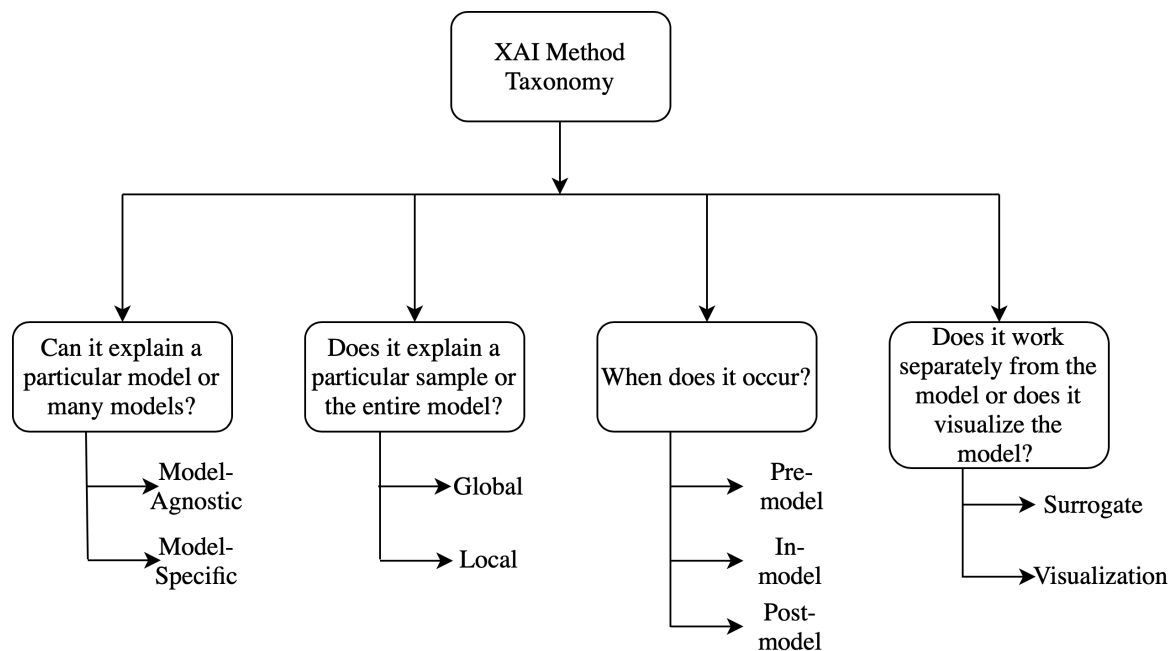 XAI Method
Taxonomy
Can it explain a
particular model or
many models?
Model-
Agnostic
Model-
Specific
Does it explain a
particular sample or
the entire model?
Global
Local
When does it occur?
Pre-
model
In-
model
Post-
model
Does it work
separately from the
model or does it
visualize the
model?
Surrogate
Visualization